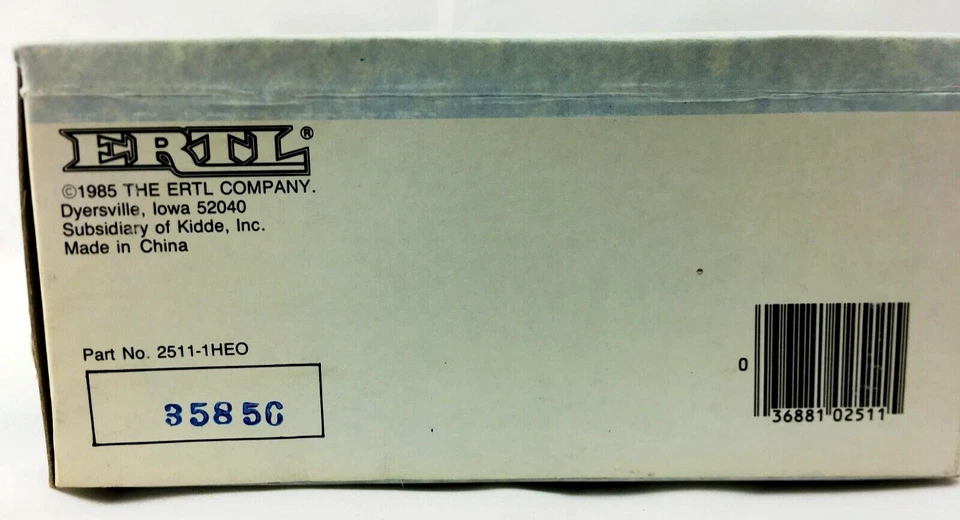 ERTL®
©1985 THE ERTL COMPANY.
Dyersville, Iowa 52040
Subsidiary of Kidde, Inc.
Made in China
Part No. 2511-1HEO
35856
0
36881 02511